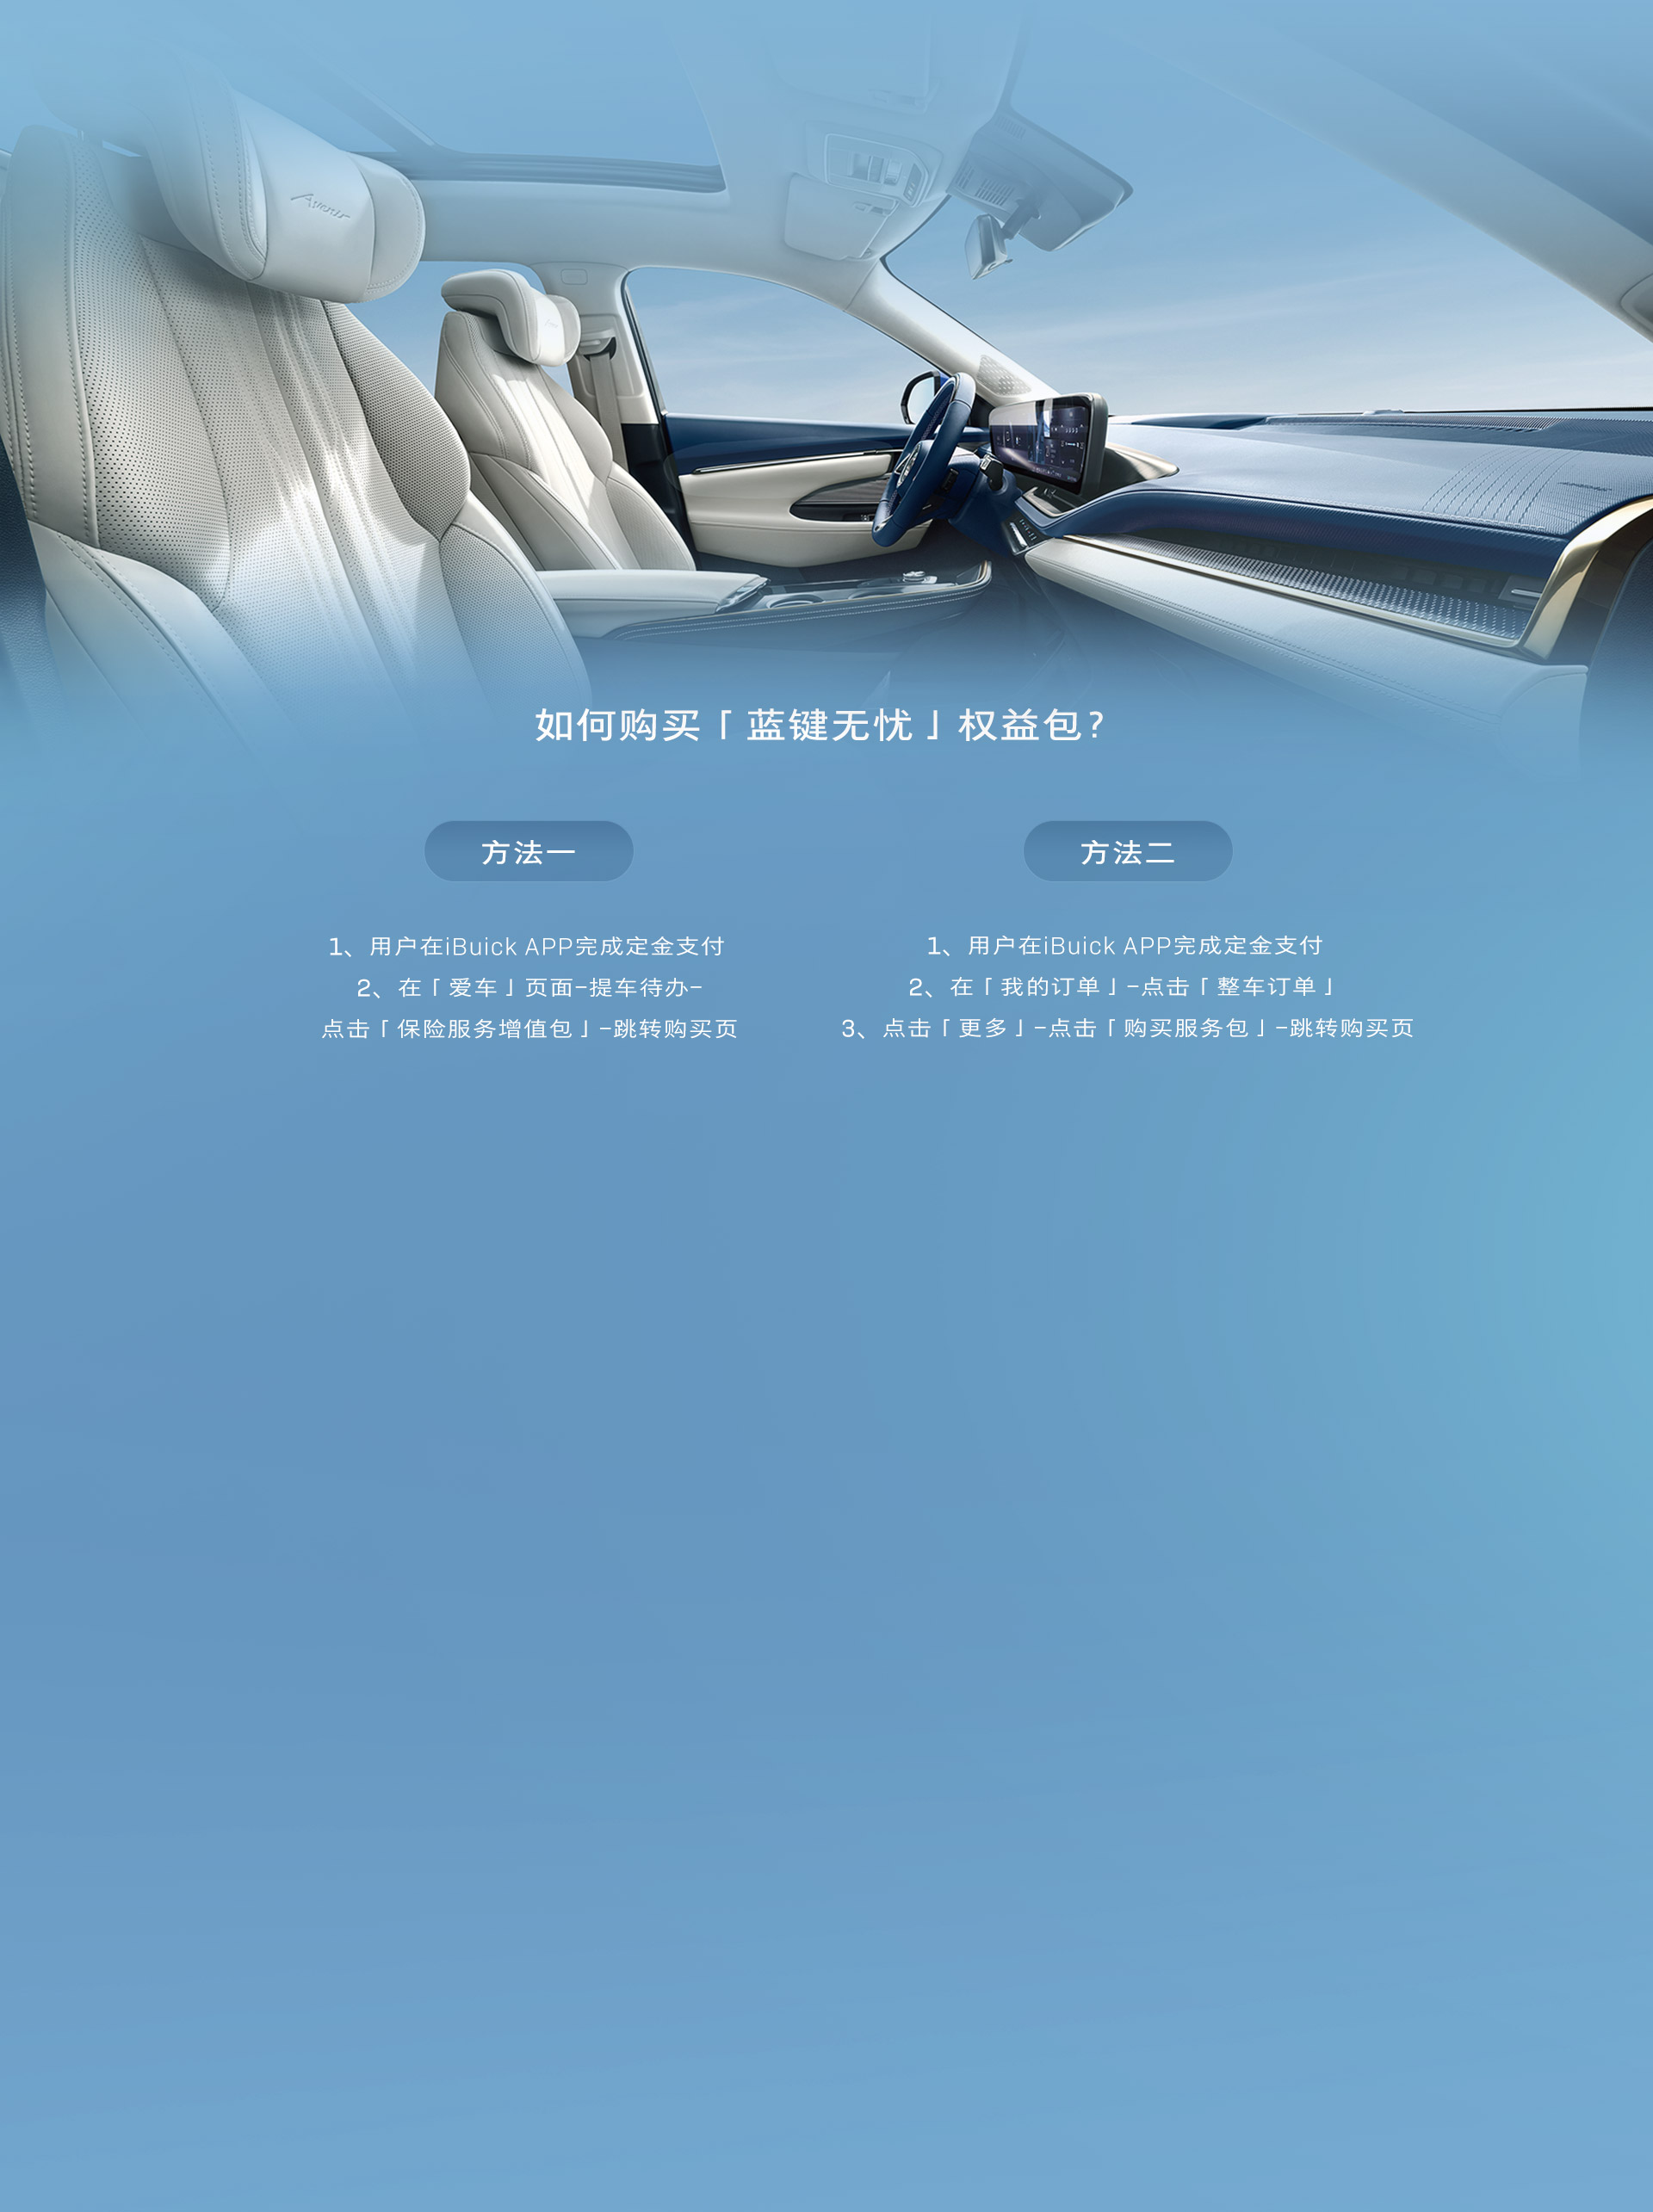 Avenir
如何购买「蓝键无忧」权益包?
方法一
1、用户在iBuick APP完成定金支付
2、在「爱车」页面-提车待办-
点击「保险服务增值包」-跳转购买页
方法二
1、用户在iBuick APP完成定金支付
2、在「我的订单」-点击「整车订单」
3、点击「更多」-点击「购买服务包」-跳转购买页